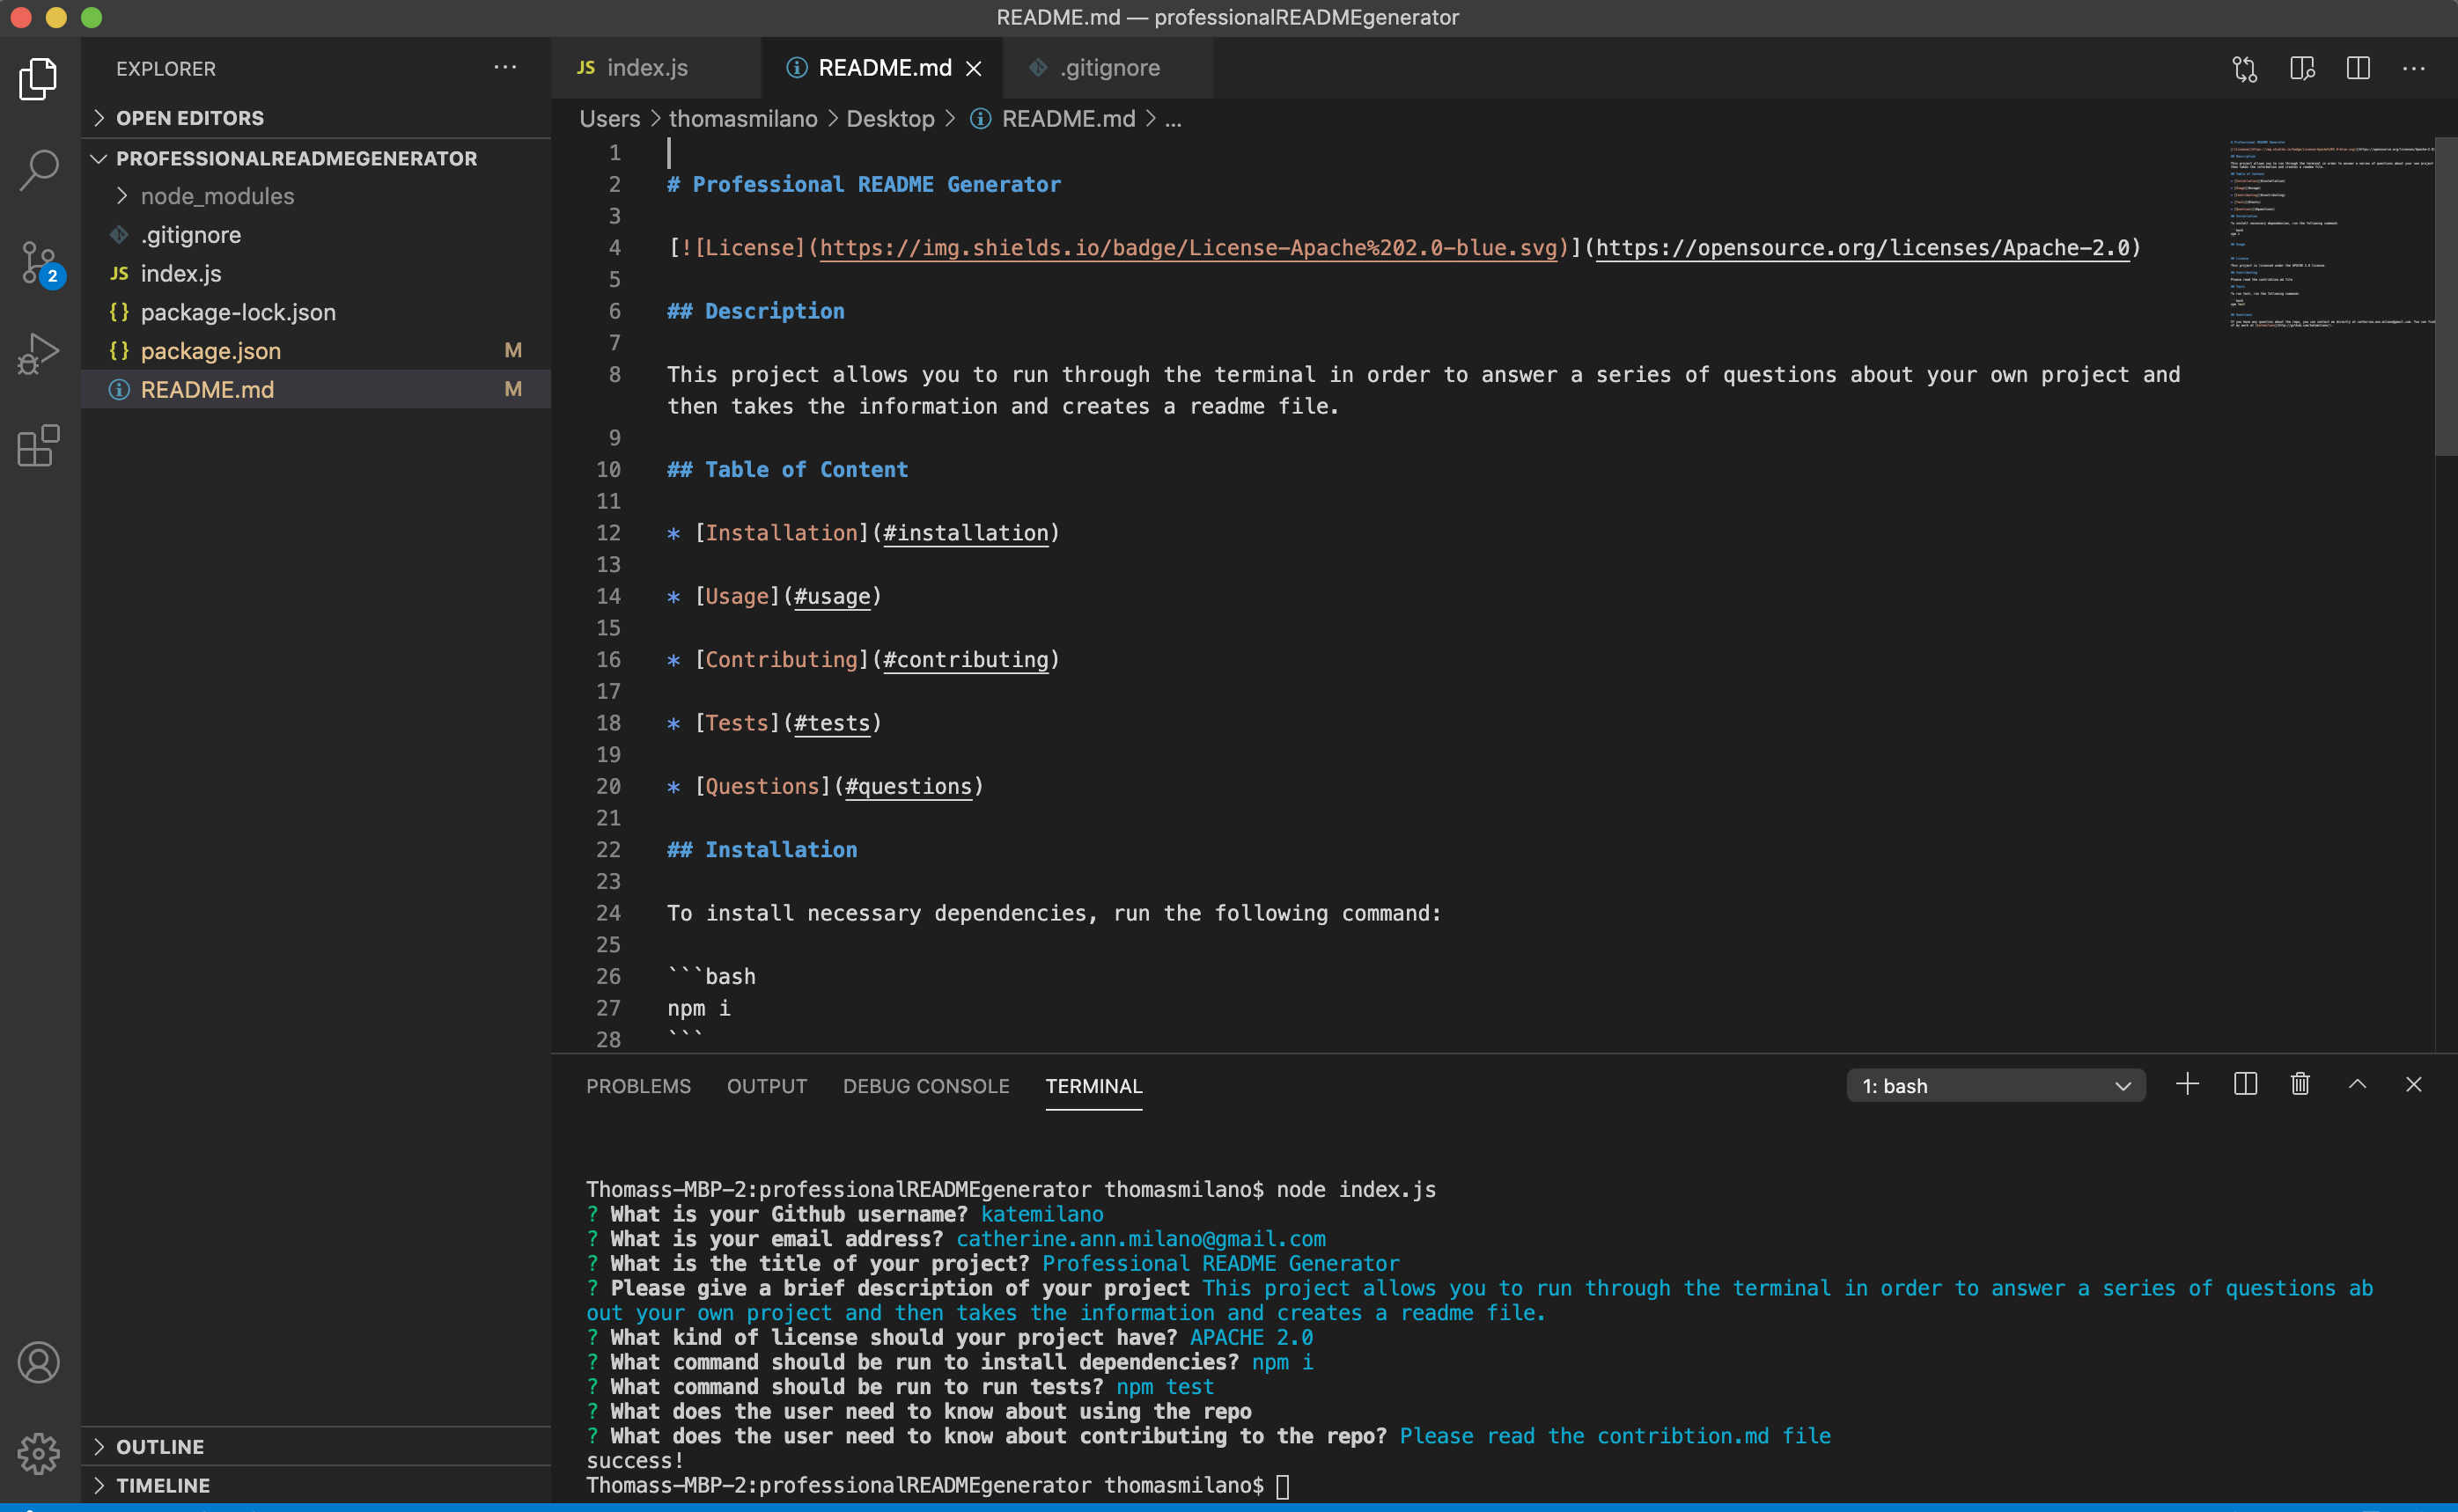 README.md — professionalREADMEgenerator
EXPLORER
OPEN EDITORS
PROFESSIONALREADMEGENERATOR
node_modules
.gitignore
JS index.js
{} package-lock.json
{} package.json M
README.md M
2
OUTLINE
TIMELINE
JS index.js
README.md
.gitignore
Users > thomasmilano > Desktop > README.md > ...
1
2 # Professional README Generator
3
4 [![License](https://img.shields.io/badge/License-Apache%202.0-blue.svg)](https://opensource.org/licenses/Apache-2.0)
5
6 ## Description
7
8 This project allows you to run through the terminal in order to answer a series of questions about your own project and
then takes the information and creates a readme file.
9
10 ## Table of Content
11
12 * [Installation](#installation)
13
14 * [Usage](#usage)
15
16 * [Contributing](#contributing)
17
18 * [Tests](#tests)
19
20 * [Questions](#questions)
21
22 ## Installation
23
24 To install necessary dependencies, run the following command:
25
26 ```bash
27 npm i
28 ```
PROBLEMS OUTPUT DEBUG CONSOLE TERMINAL 1: bash
Thomass-MBP-2:professionalREADMEgenerator thomasmilano$ node index.js
? What is your Github username? katemilano
? What is your email address? catherine.ann.milano@gmail.com
? What is the title of your project? Professional README Generator
? Please give a brief description of your project This project allows you to run through the terminal in order to answer a series of questions ab
out your own project and then takes the information and creates a readme file.
? What kind of license should your project have? APACHE 2.0
? What command should be run to install dependencies? npm i
? What command should be run to run tests? npm test
? What does the user need to know about using the repo
? What does the user need to know about contributing to the repo? Please read the contribtion.md file
success!
Thomass-MBP-2:professionalREADMEgenerator thomasmilano$